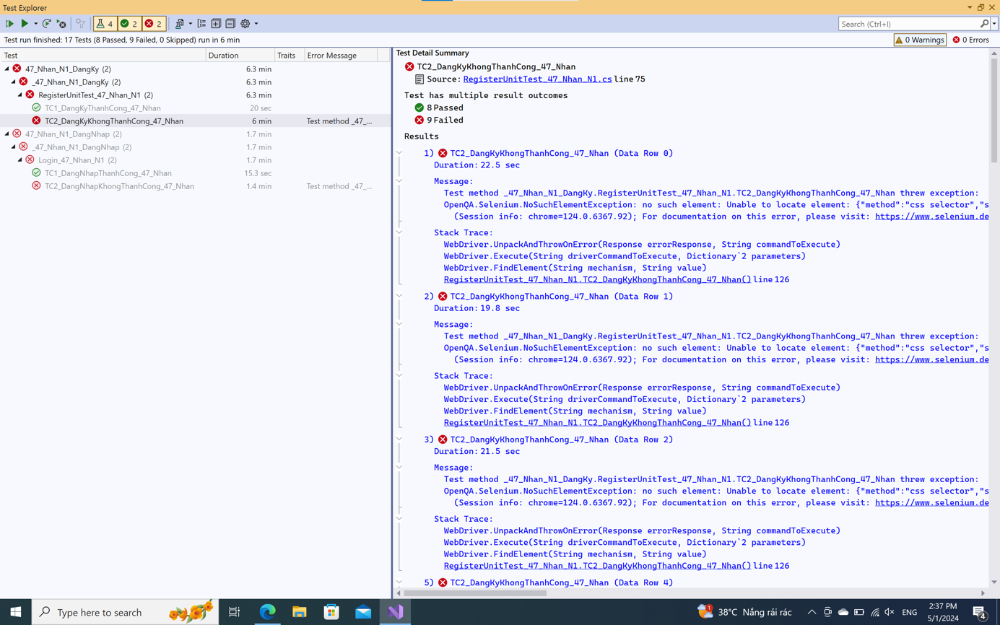 Test Explorer
4
2
2
Search (Ctrl+I)
Test run finished: 17 Tests (8 Passed, 9 Failed, 0 Skipped) run in 6 min
0 Warnings
0 Errors
Test Duration Traits Error Message
47_Nhan_N1_DangKy (2) 6.3 min
_47_Nhan_N1_DangKy (2) 6.3 min
RegisterUnitTest_47_Nhan_N1 (2) 6.3 min
TC1_DangKyThanhCong_47_Nhan 20 sec
TC2_DangKyKhongThanhCong_47_Nhan 6 min Test method _47_...
47_Nhan_N1_DangNhap (2) 1.7 min
_47_Nhan_N1_DangNhap (2) 1.7 min
Login_47_Nhan_N1 (2) 1.7 min
TC1_DangNhapThanhCong_47_Nhan 15.3 sec
TC2_DangNhapKhongThanhCong_47_Nhan 1.4 min Test method _47_...
Test Detail Summary
TC2_DangKyKhongThanhCong_47_Nhan
Source: RegisterUnitTest_47_Nhan_N1.cs line 75
Test has multiple result outcomes
8 Passed
9 Failed
Results
1) TC2_DangKyKhongThanhCong_47_Nhan (Data Row 0)
Duration: 22.5 sec
Message:
Test method _47_Nhan_N1_DangKy.RegisterUnitTest_47_Nhan_N1.TC2_DangKyKhongThanhCong_47_Nhan threw exception:
OpenQA.Selenium.NoSuchElementException: no such element: Unable to locate element: {"method":"css selector","s
(Session info: chrome=124.0.6367.92); For documentation on this error, please visit: https://www.selenium.de
Stack Trace:
WebDriver.UnpackAndThrowOnError(Response errorResponse, String commandToExecute)
WebDriver.Execute(String driverCommandToExecute, Dictionary`2 parameters)
WebDriver.FindElement(String mechanism, String value)
RegisterUnitTest_47_Nhan_N1.TC2_DangKyKhongThanhCong_47_Nhan() line 126
2) TC2_DangKyKhongThanhCong_47_Nhan (Data Row 1)
Duration: 19.8 sec
Message:
Test method _47_Nhan_N1_DangKy.RegisterUnitTest_47_Nhan_N1.TC2_DangKyKhongThanhCong_47_Nhan threw exception:
OpenQA.Selenium.NoSuchElementException: no such element: Unable to locate element: {"method":"css selector","s
(Session info: chrome=124.0.6367.92); For documentation on this error, please visit: https://www.selenium.de
Stack Trace:
WebDriver.UnpackAndThrowOnError(Response errorResponse, String commandToExecute)
WebDriver.Execute(String driverCommandToExecute, Dictionary`2 parameters)
WebDriver.FindElement(String mechanism, String value)
RegisterUnitTest_47_Nhan_N1.TC2_DangKyKhongThanhCong_47_Nhan() line 126
3) TC2_DangKyKhongThanhCong_47_Nhan (Data Row 2)
Duration: 21.5 sec
Message:
Test method _47_Nhan_N1_DangKy.RegisterUnitTest_47_Nhan_N1.TC2_DangKyKhongThanhCong_47_Nhan threw exception:
OpenQA.Selenium.NoSuchElementException: no such element: Unable to locate element: {"method":"css selector","s
(Session info: chrome=124.0.6367.92); For documentation on this error, please visit: https://www.selenium.de
Stack Trace:
WebDriver.UnpackAndThrowOnError(Response errorResponse, String commandToExecute)
WebDriver.Execute(String driverCommandToExecute, Dictionary`2 parameters)
WebDriver.FindElement(String mechanism, String value)
RegisterUnitTest_47_Nhan_N1.TC2_DangKyKhongThanhCong_47_Nhan() line 126
5) TC2_DangKyKhongThanhCong_47_Nhan (Data Row 4)
Type here to search
1
38°C Nắng rải rác
ENG
2:37 PM
5/1/2024
4